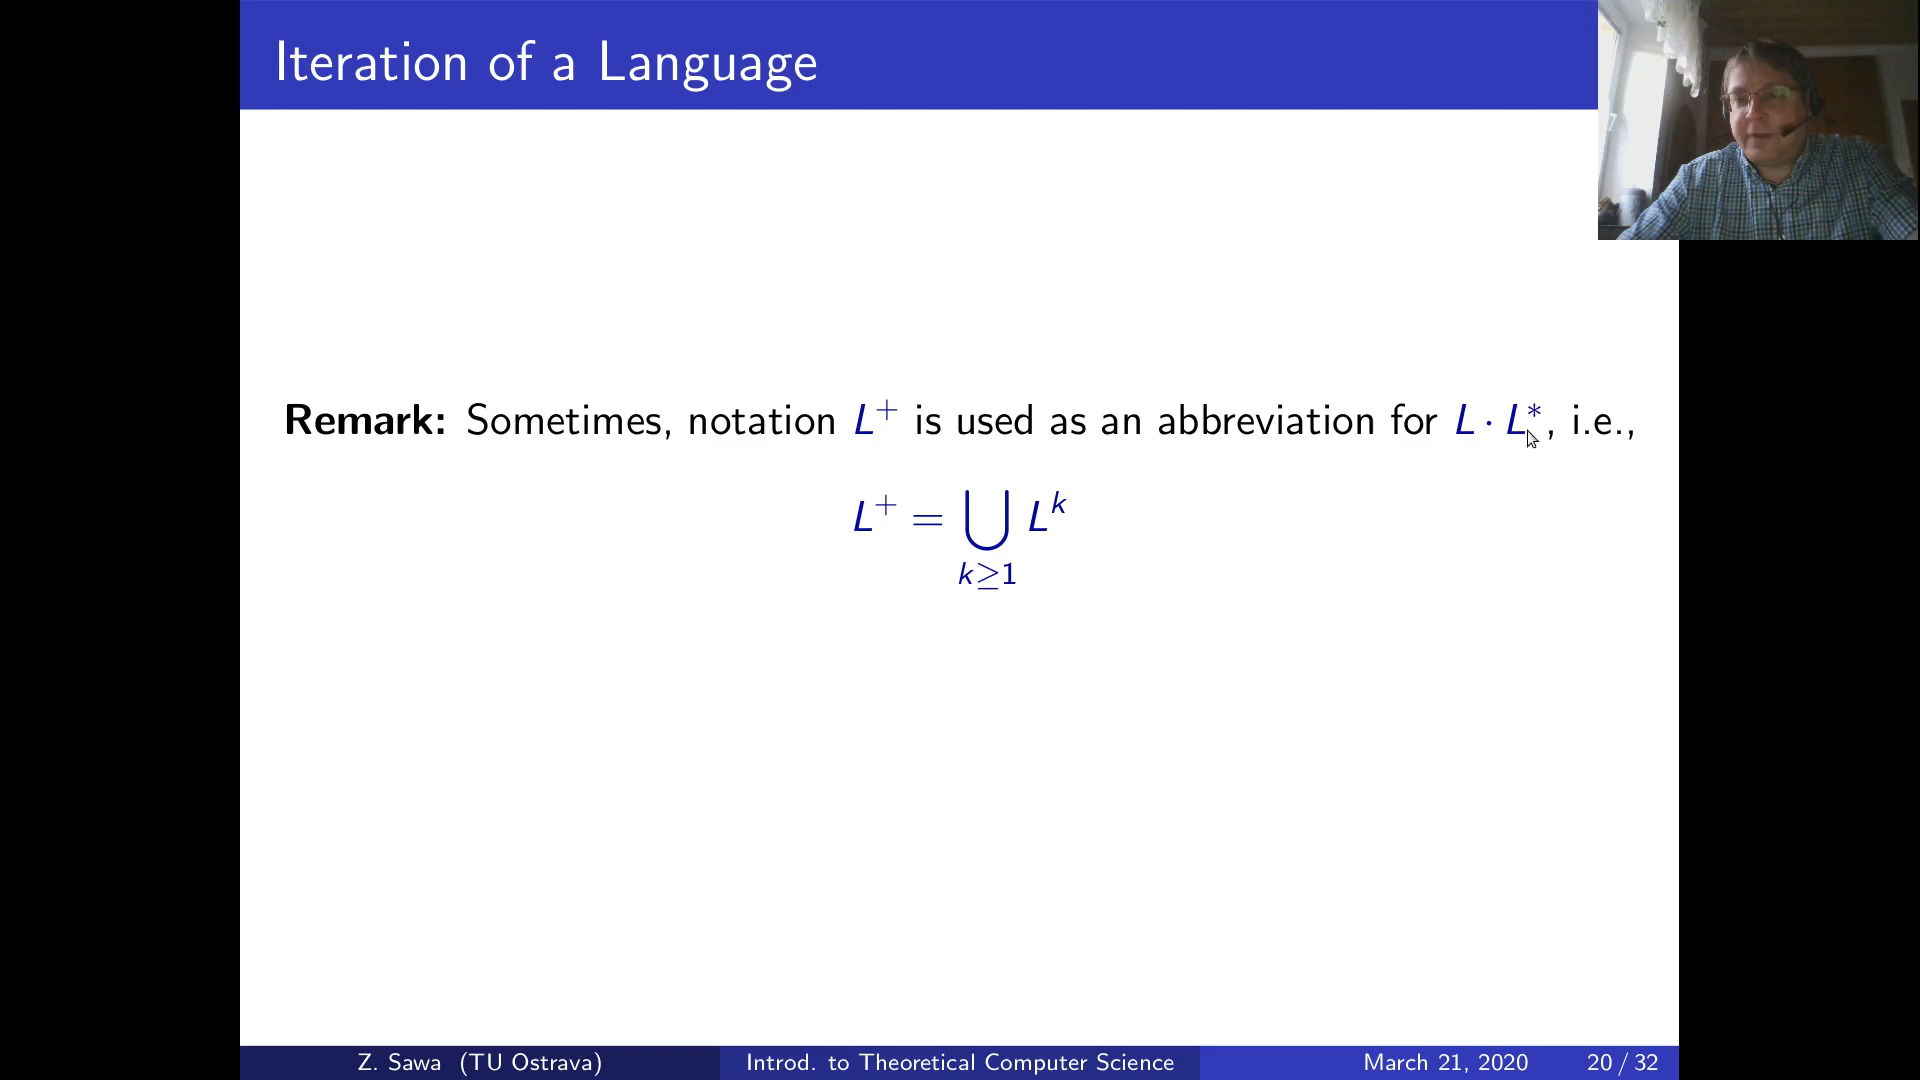 Iteration of a Language
Remark: Sometimes, notation L⁺ is used as an abbreviation for L · L*, i.e.,
L⁺ = ⋃ Lᵏ
k≥1
Z. Sawa (TU Ostrava) Introd. to Theoretical Computer Science March 21, 2020 20 / 32